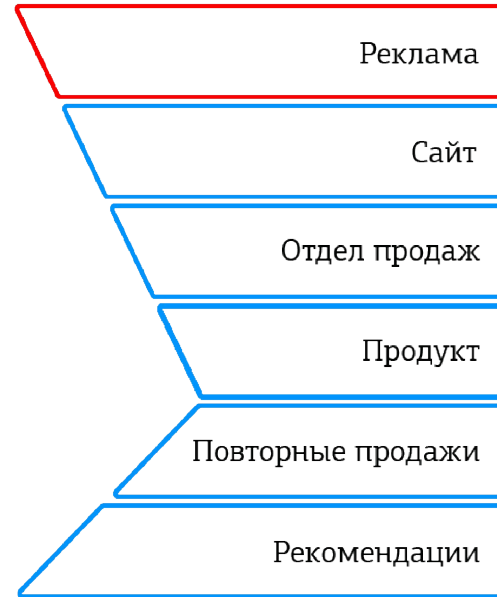 Реклама
Сайт
Отдел продаж
Продукт
Повторные продажи
Рекомендации